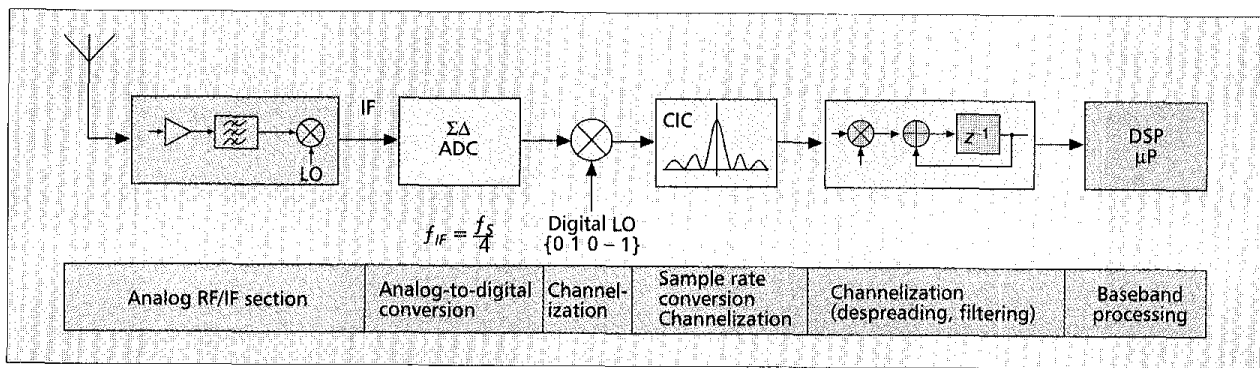 IF
LO
ΣΔ
ADC
f_IF = f_S/4
Digital LO
{0 1 0 – 1}
CIC
z⁻¹
DSP
μP
Analog RF/IF section
Analog-to-digital
conversion
Channel-
ization
Sample rate
conversion
Channelization
Channelization
(despreading, filtering)
Baseband
processing